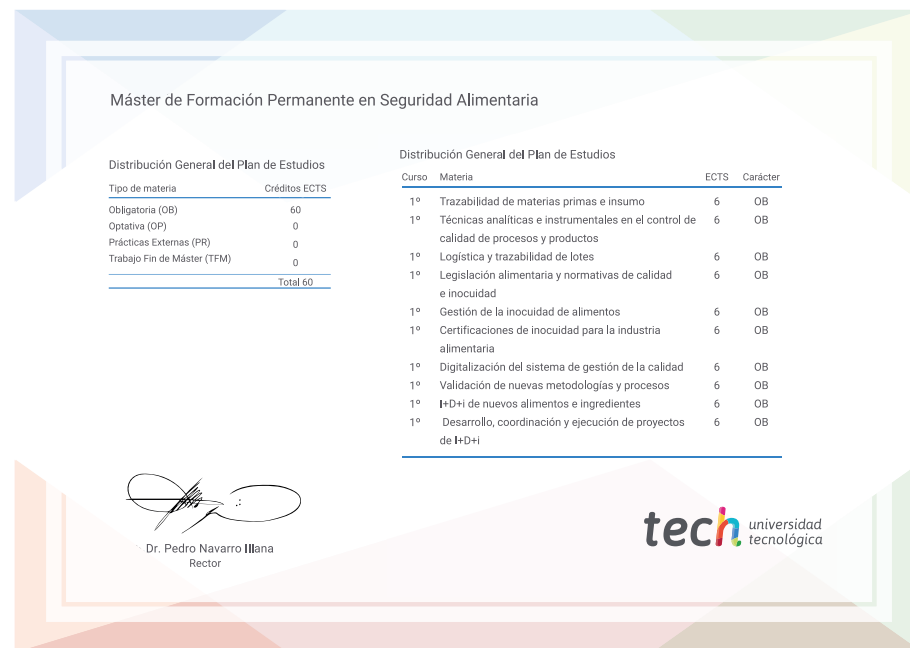 Máster de Formación Permanente en Seguridad Alimentaria
Distribución General del Plan de Estudios
Tipo de materia Créditos ECTS
Obligatoria (OB) 60
Optativa (OP) 0
Prácticas Externas (PR) 0
Trabajo Fin de Máster (TFM) 0
Total 60
Distribución General del Plan de Estudios
Curso Materia ECTS Carácter
1º Trazabilidad de materias primas e insumo 6 OB
1º Técnicas analíticas e instrumentales en el control de 6 OB
calidad de procesos y productos
1º Logística y trazabilidad de lotes 6 OB
1º Legislación alimentaria y normativas de calidad 6 OB
e inocuidad
1º Gestión de la inocuidad de alimentos 6 OB
1º Certificaciones de inocuidad para la industria 6 OB
alimentaria
1º Digitalización del sistema de gestión de la calidad 6 OB
1º Validación de nuevas metodologías y procesos 6 OB
1º I+D+i de nuevos alimentos e ingredientes 6 OB
1º Desarrollo, coordinación y ejecución de proyectos 6 OB
de I+D+i
Dr. Pedro Navarro Illana
Rector
tech universidad
tecnológica